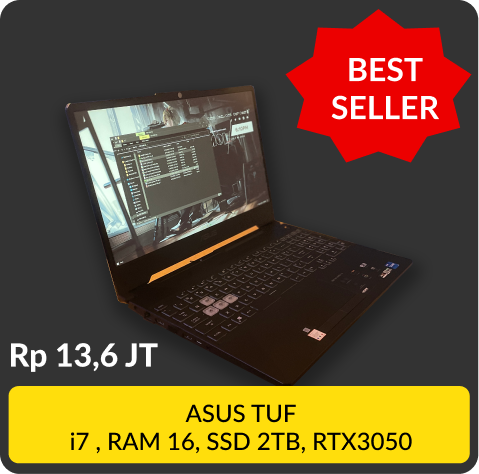 BEST
SELLER
Rp 13,6 JT
ASUS TUF
i7 , RAM 16, SSD 2TB, RTX3050